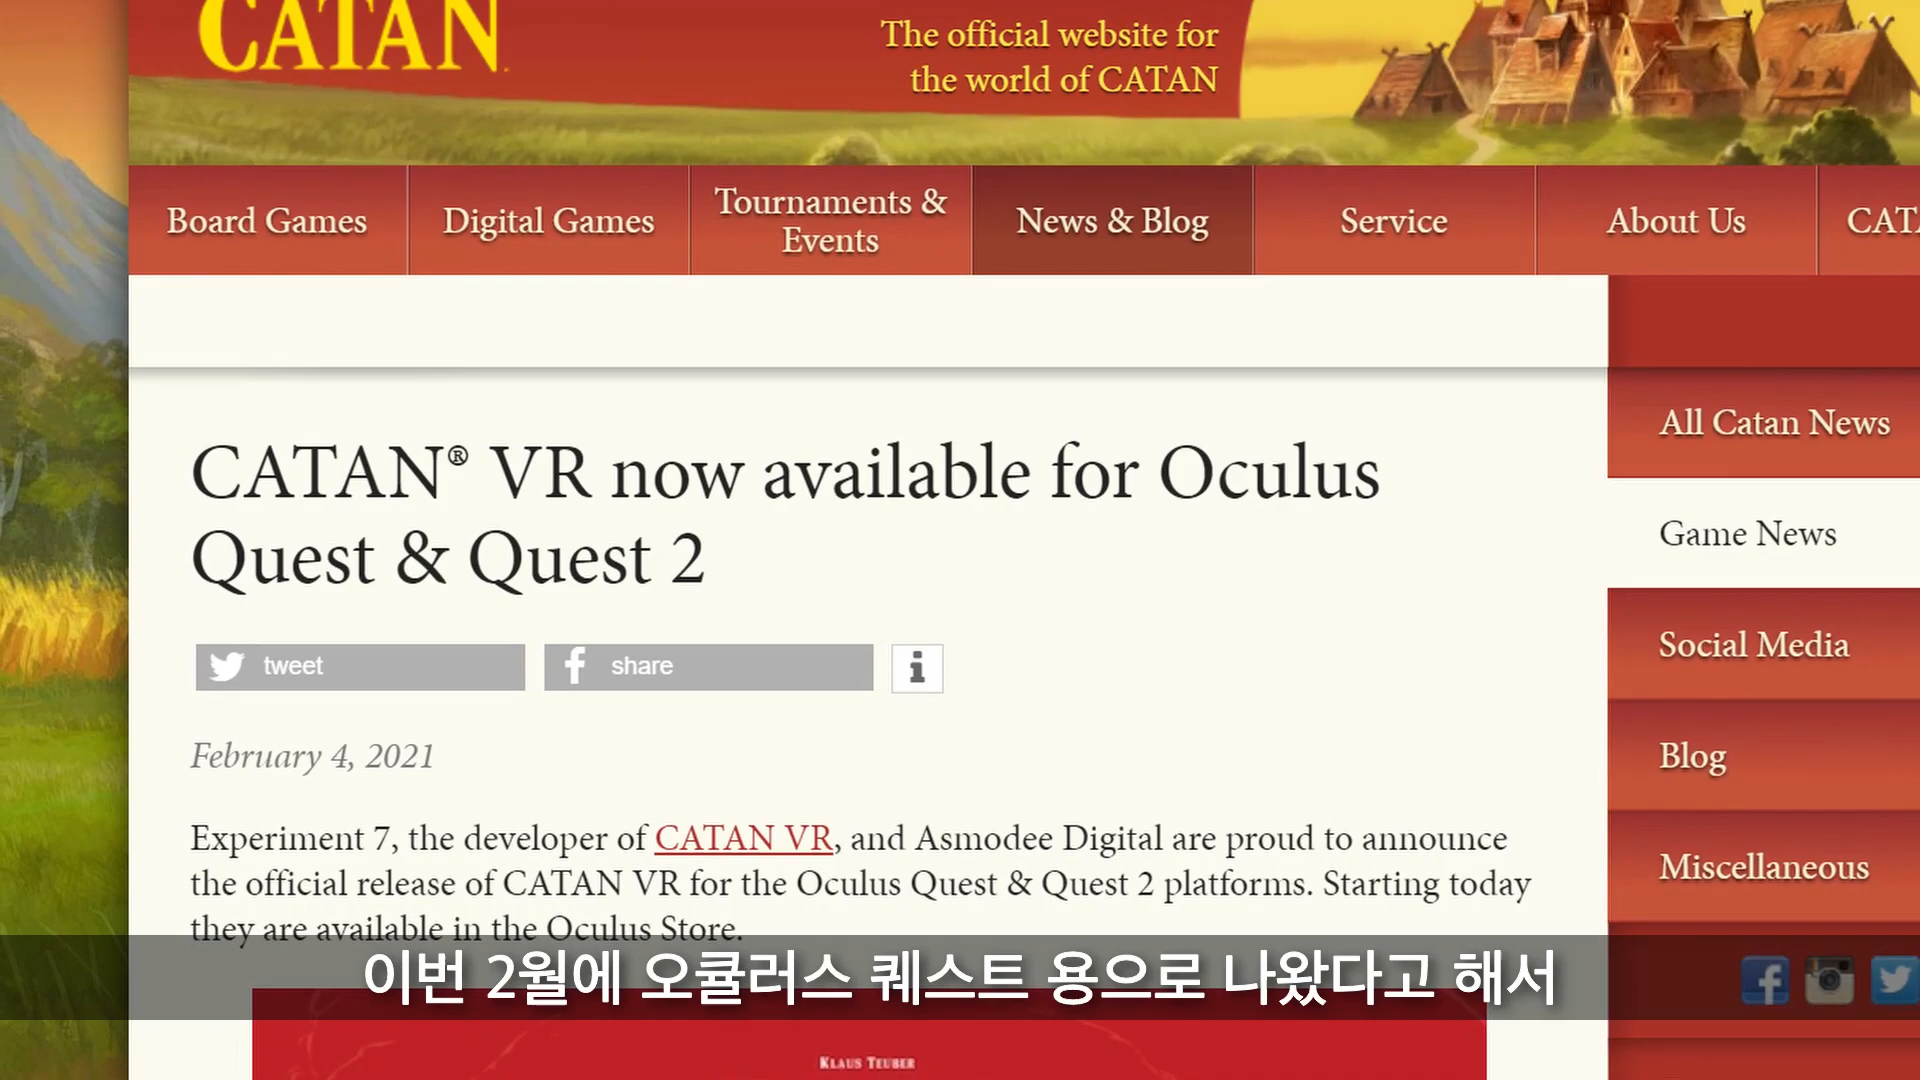 CATAN
The official website for
the world of CATAN
Board Games
Digital Games
Tournaments &
Events
News & Blog
Service
About Us
CATAN® VR now available for Oculus
Quest & Quest 2
tweet
share
i
February 4, 2021
Experiment 7, the developer of CATAN VR, and Asmodee Digital are proud to announce
the official release of CATAN VR for the Oculus Quest & Quest 2 platforms. Starting today
they are available in the Oculus Store.
All Catan News
Game News
Social Media
Blog
Miscellaneous
이번 2월에 오큘러스 퀘스트 용으로 나왔다고 해서
KLAUS TEUBER